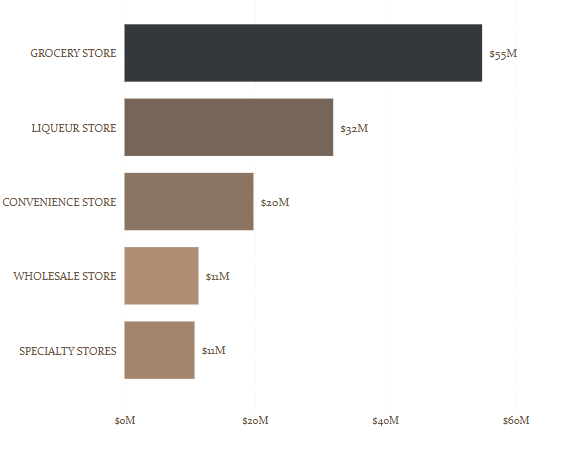 GROCERY STORE $55M
LIQUEUR STORE $32M
CONVENIENCE STORE $20M
WHOLESALE STORE $11M
SPECIALTY STORES $11M
$0M $20M $40M $60M